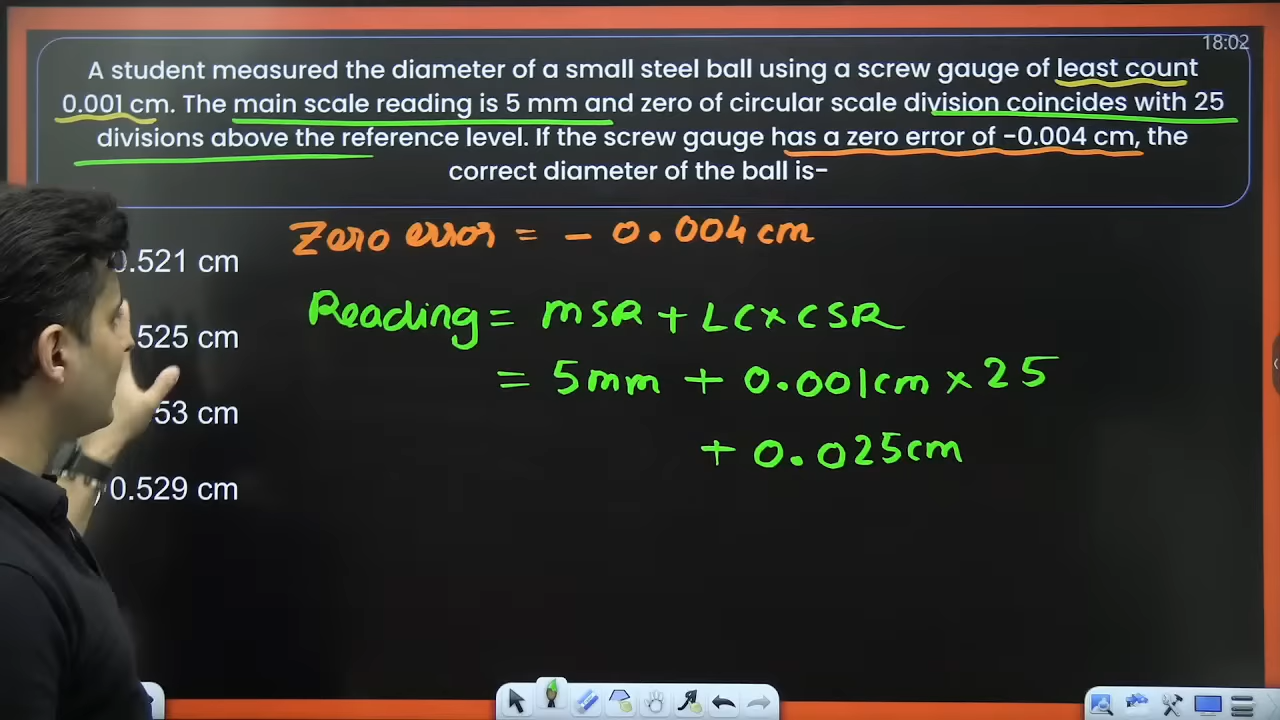 18:02
A student measured the diameter of a small steel ball using a screw gauge of least count
0.001 cm. The main scale reading is 5 mm and zero of circular scale division coincides with 25
divisions above the reference level. If the screw gauge has a zero error of -0.004 cm, the
correct diameter of the ball is-
Zero error = - 0.004 cm
0.521 cm
Reading = MSR + LC × CSR
.525 cm
= 5mm + 0.001cm × 25
53 cm
+ 0.025cm
0.529 cm